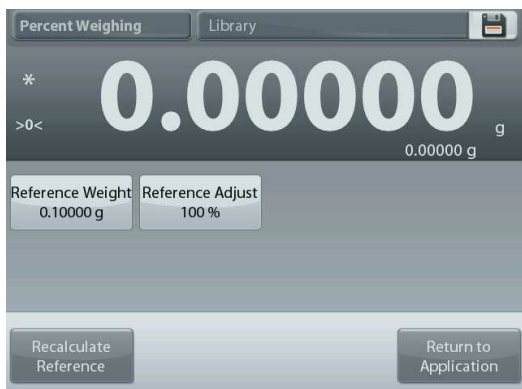 Percent Weighing
Library
*
>0<
0.00000 g
0.00000 g
Reference Weight
0.10000 g
Reference Adjust
100 %
Recalculate
Reference
Return to
Application